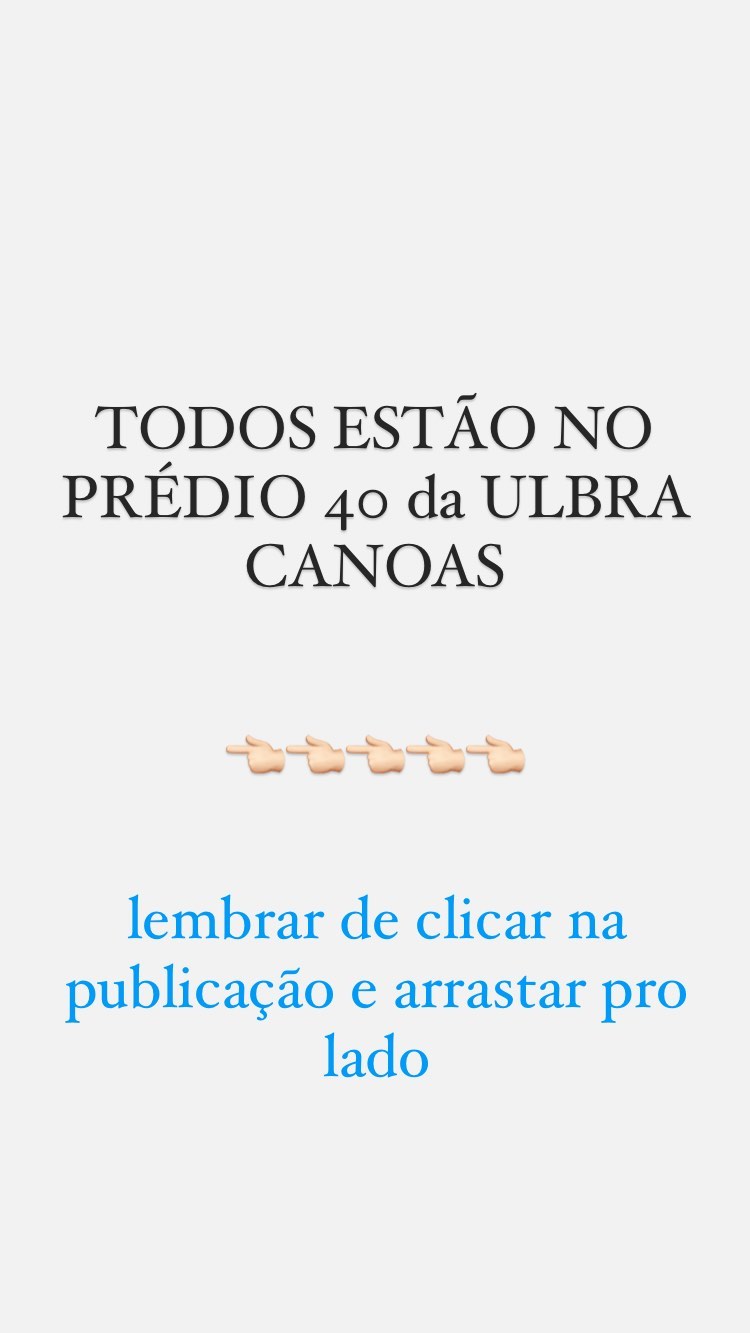 TODOS ESTÃO NO
PRÉDIO 40 da ULBRA
CANOAS
👈🏻👈🏻👈🏻👈🏻👈🏻
lembrar de clicar na
publicação e arrastar pro
lado